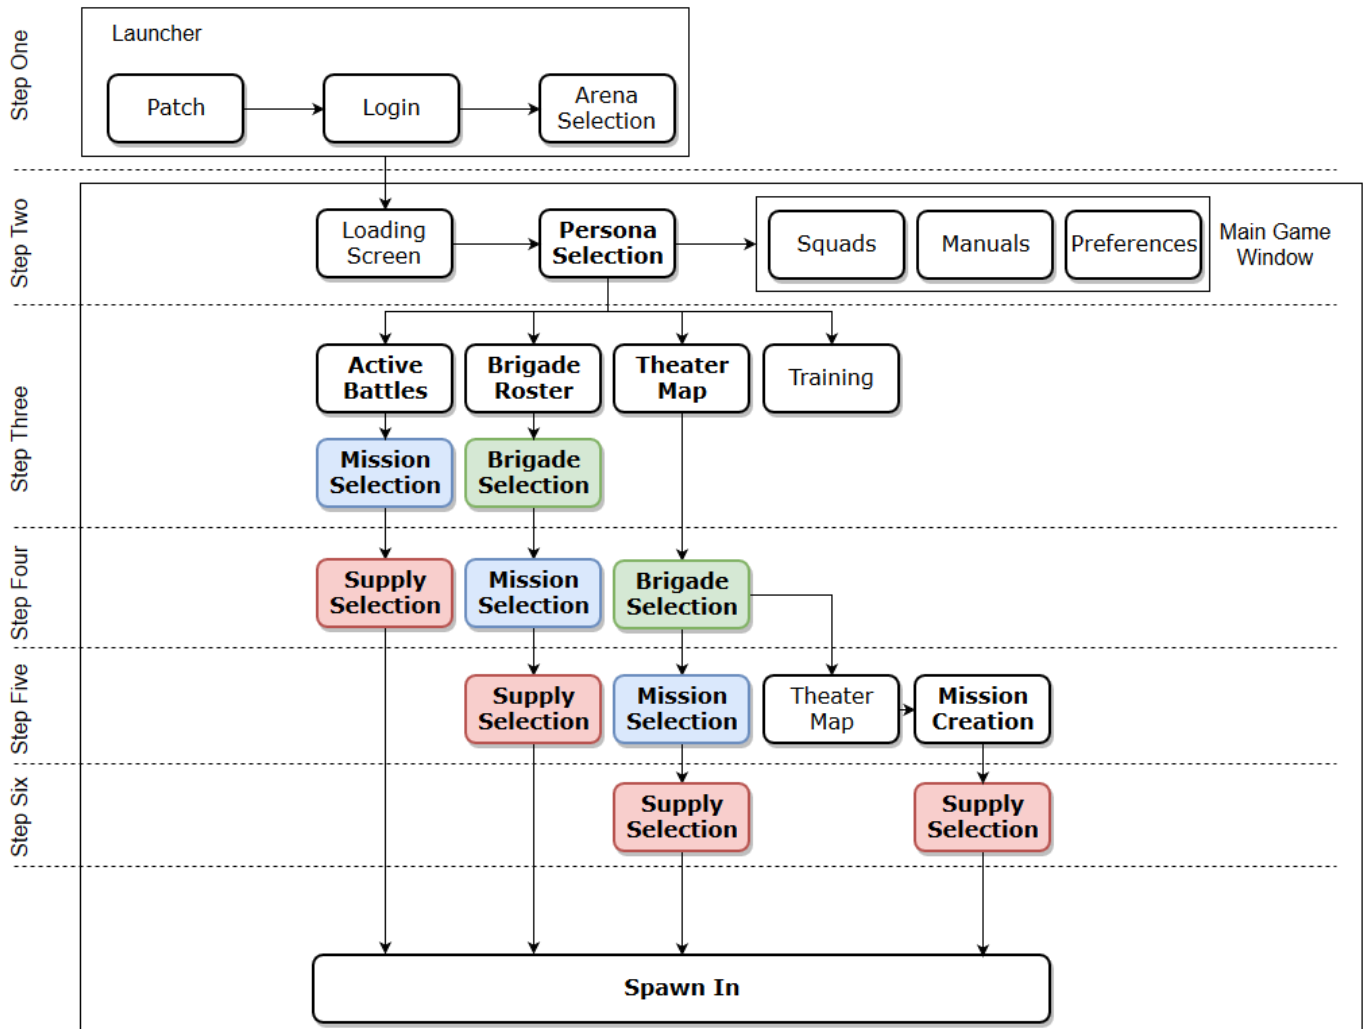 Step One
Launcher
Patch
Login
Arena
Selection
Step Two
Loading
Screen
Persona
Selection
Squads
Manuals
Preferences
Main Game
Window
Step Three
Active
Battles
Brigade
Roster
Theater
Map
Training
Mission
Selection
Brigade
Selection
Step Four
Supply
Selection
Mission
Selection
Brigade
Selection
Step Five
Supply
Selection
Mission
Selection
Theater
Map
Mission
Creation
Step Six
Supply
Selection
Supply
Selection
Spawn In